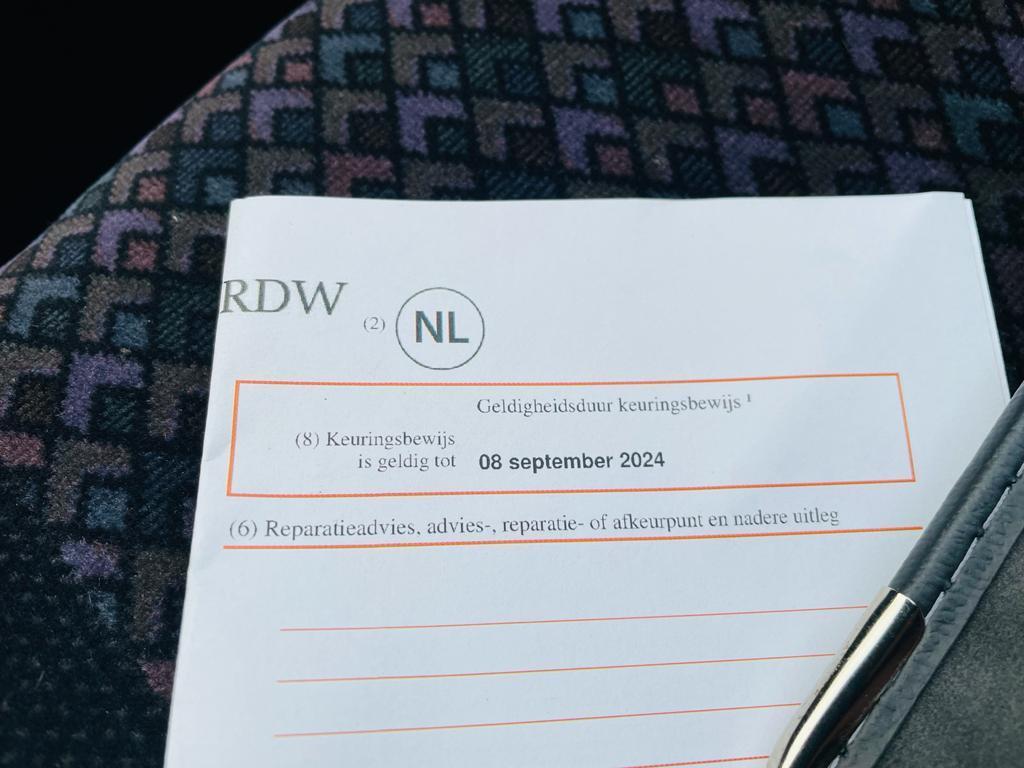 RDW
(2) NL
Geldigheidsduur keuringsbewijs ¹
(8) Keuringsbewijs
is geldig tot 08 september 2024
(6) Reparatieadvies, advies-, reparatie- of afkeurpunt en nadere uitleg